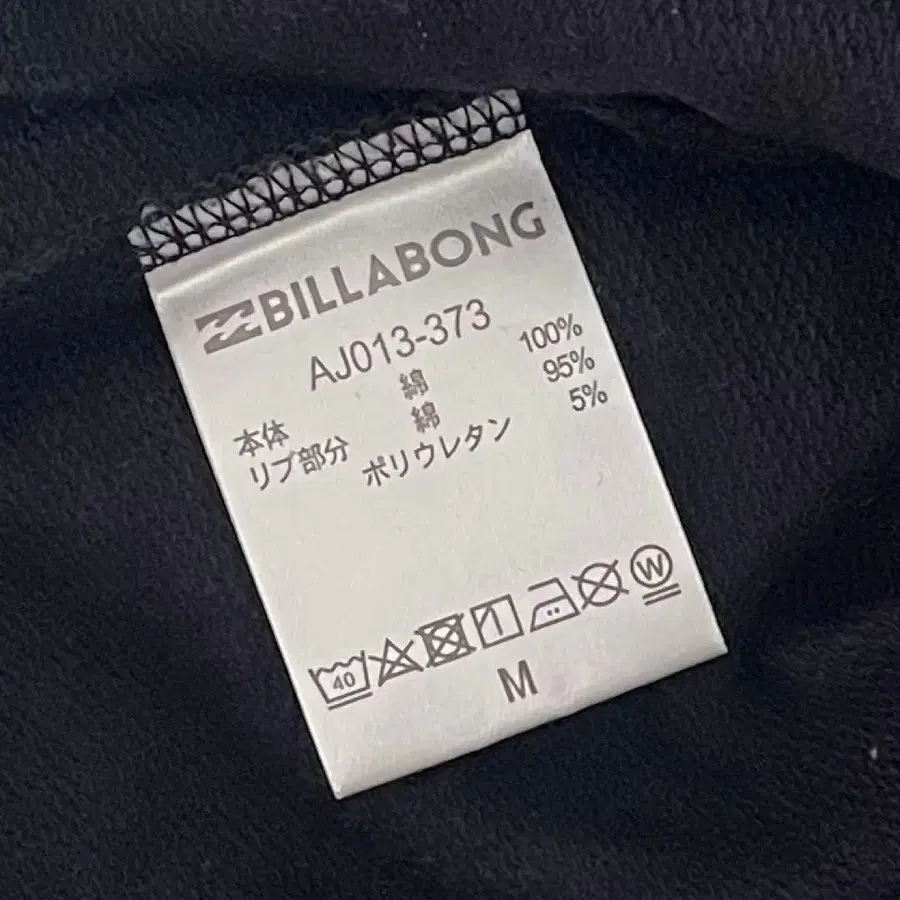 BILLABONG
AJ013-373
本体 綿 100%
リブ部分 綿 95%
ポリウレタン 5%
40
W
M